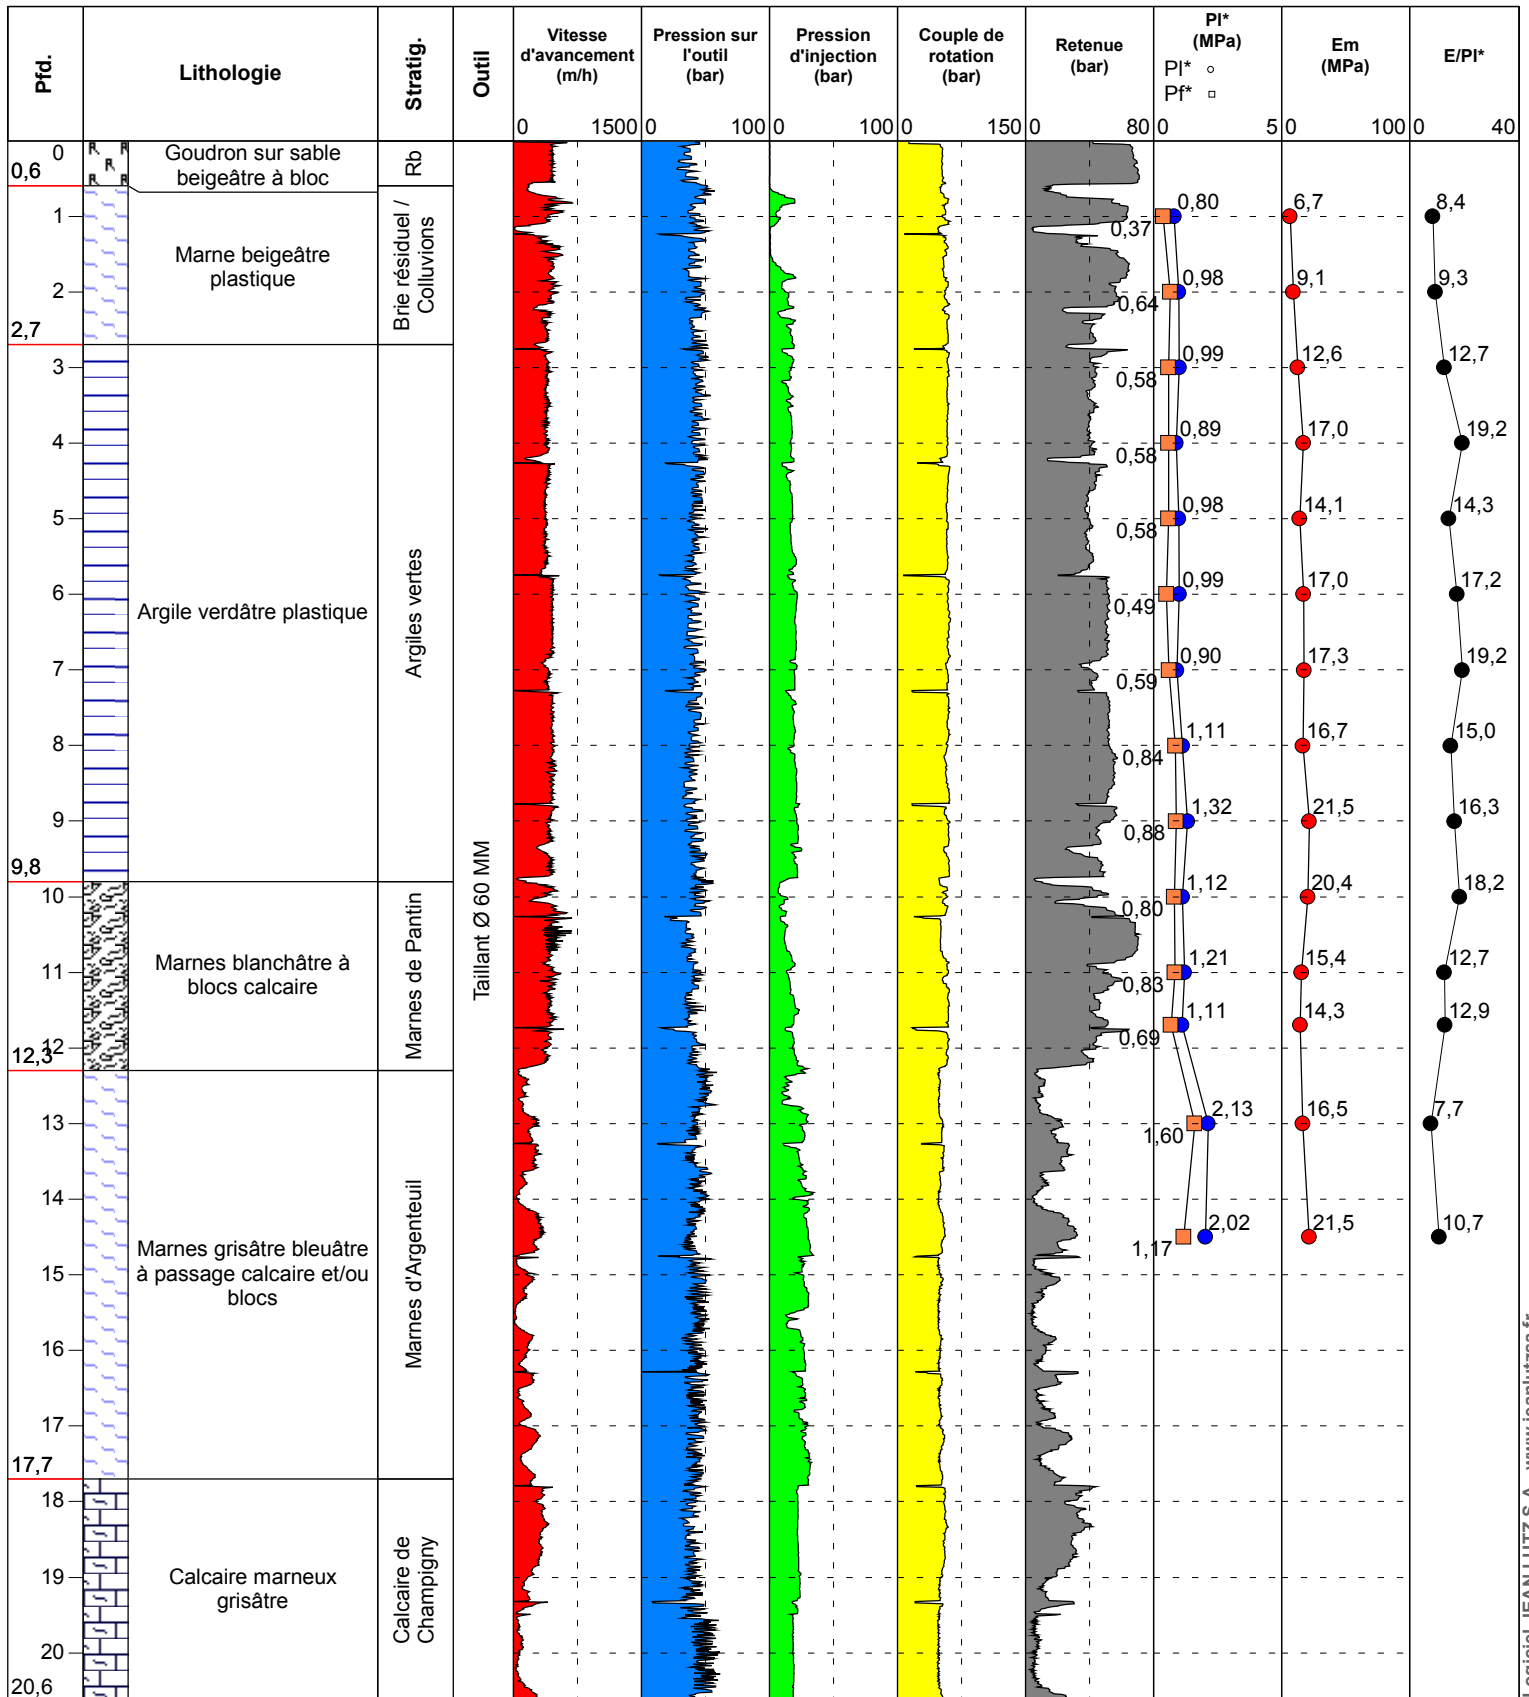 Pfd.
Lithologie
Stratig.
Outil
Vitesse
d'avancement
(m/h)
Pression sur
l'outil
(bar)
Pression
d'injection
(bar)
Couple de
rotation
(bar)
Retenue
(bar)
Pl*
(MPa)
Pl*
Pf*
Em
(MPa)
E/Pl*
0 1500
0 100
0 100
0 150
0 80
0 5
0 100
0 40
0
0,6
Goudron sur sable
beigeâtre à bloc
Rb
1
0,37 0,80 6,7 8,4
Marne beigeâtre
plastique
Brie résiduel /
Colluvions
2
0,64 0,98 9,1 9,3
2,7
3
0,58 0,99 12,6 12,7
4
0,58 0,89 17,0 19,2
5
0,58 0,98 14,1 14,3
6
0,49 0,99 17,0 17,2
Argile verdâtre plastique
Argiles vertes
7
0,59 0,90 17,3 19,2
8
0,84 1,11 16,7 15,0
9
0,88 1,32 21,5 16,3
9,8
Taillant Ø 60 MM
10
0,80 1,12 20,4 18,2
Marnes blanchâtre à
blocs calcaire
Marnes de Pantin
11
0,83 1,21 15,4 12,7
0,69 1,11 14,3 12,9
12
12,3
13
1,60 2,13 16,5 7,7
14
1,17 2,02 21,5 10,7
Marnes grisâtre bleuâtre
à passage calcaire et/ou
blocs
Marnes d'Argenteuil
15
16
17
17,7
18
Calcaire marneux
grisâtre
Calcaire de
Champigny
19
20
20,6
Logiciel JEAN LUTZ S.A - www.jeanlutzsa.fr